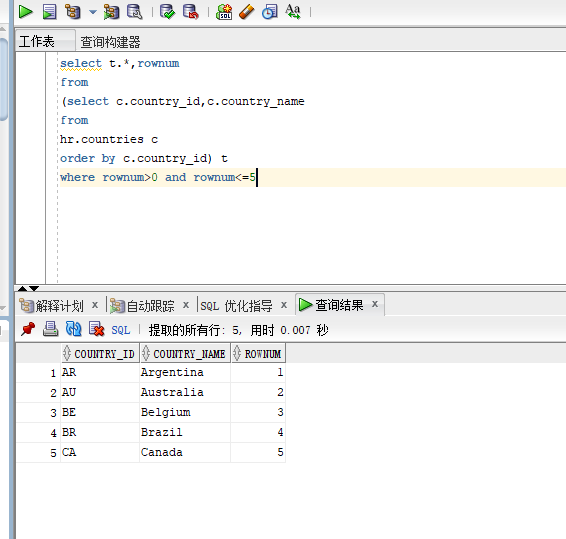 SQL
Aa
工作表 查询构建器
select t.*,rownum
from
(select c.country_id,c.country_name
from
hr.countries c
order by c.country_id) t
where rownum>0 and rownum<=5
解释计划 x 自动跟踪 x SQL 优化指导 x 查询结果 x
SQL | 提取的所有行: 5, 用时 0.007 秒
COUNTRY_ID COUNTRY_NAME ROWNUM
1 AR Argentina 1
2 AU Australia 2
3 BE Belgium 3
4 BR Brazil 4
5 CA Canada 5